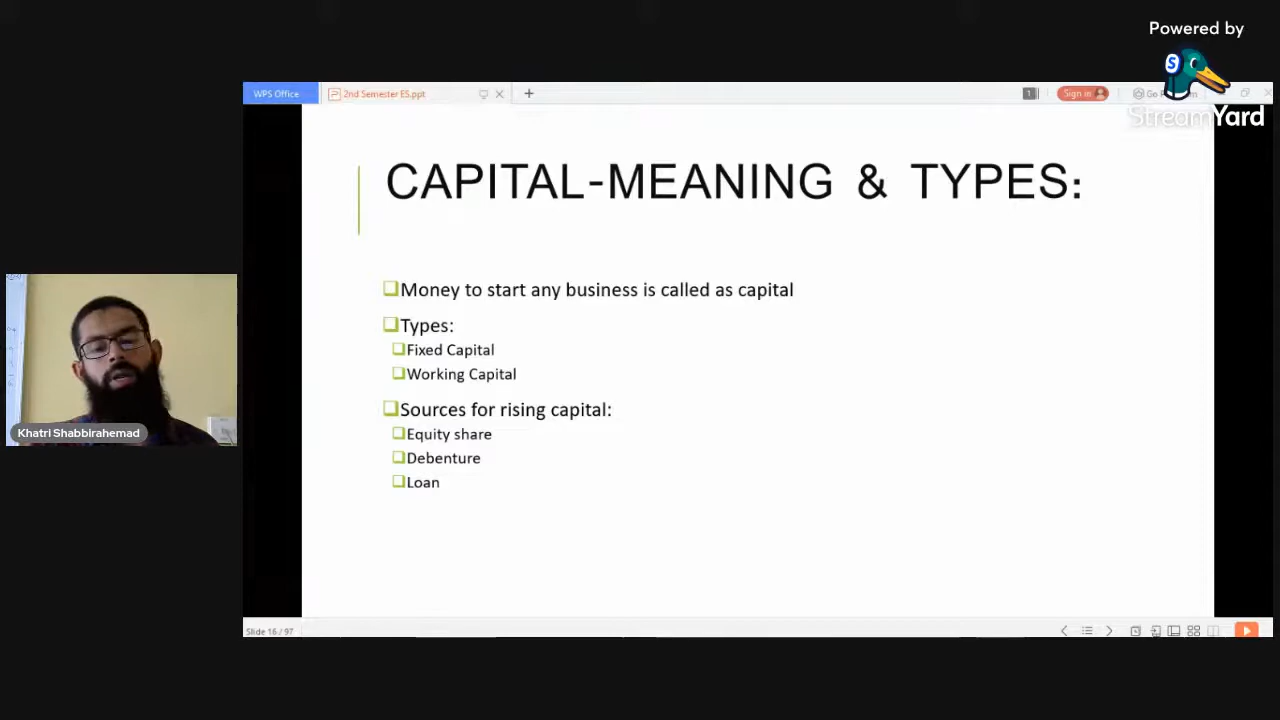 Powered by
StreamYard
WPS Office
2nd Semester ES.ppt
1
Sign in
Go
CAPITAL-MEANING & TYPES:
Money to start any business is called as capital
Types:
Fixed Capital
Working Capital
Sources for rising capital:
Equity share
Debenture
Loan
Khatri Shabbirahemad
Slide 16 / 97